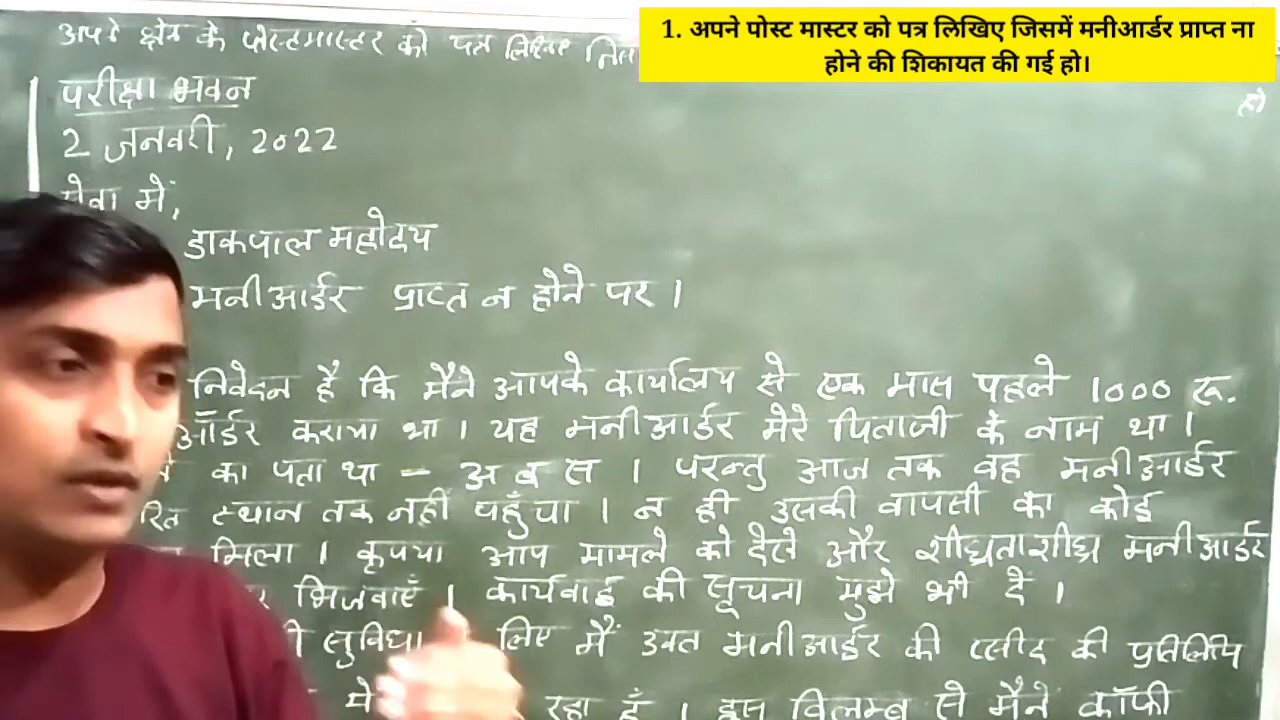 1. अपने पोस्ट मास्टर को पत्र लिखिए जिसमें मनीआर्डर प्राप्त ना
होने की शिकायत की गई हो।
अपने क्षेत्र के पोस्टमास्टर को पत्र लिखिए
हो
परीक्षा भवन
2 जनवरी, 2022
सेवा में,
डाकपाल महोदय
मनीआर्डर प्राप्त न होने पर ।
निवेदन है कि मैंने आपके कार्यालय से एक मास पहले 1000 रू.
ऑर्डर कराया था । यह मनीआर्डर मेरे पिताजी के नाम था ।
का पता था - अ ब स । परन्तु आज तक वह मनीआर्डर
स्थान तक नहीं पहुँचा । न ही उसकी वापसी का कोई
मिला । कृपया आप मामले को देखे और शीघ्रताशीघ्र मनीआर्डर
भिजवाएँ । कार्यवाई की सूचना मुझे भी दें ।
सुविधा लिए मैं उक्त मनीआर्डर की रसीद की प्रतिलिपि
रहा हूँ । इस विलम्ब से मैंने कॉफी